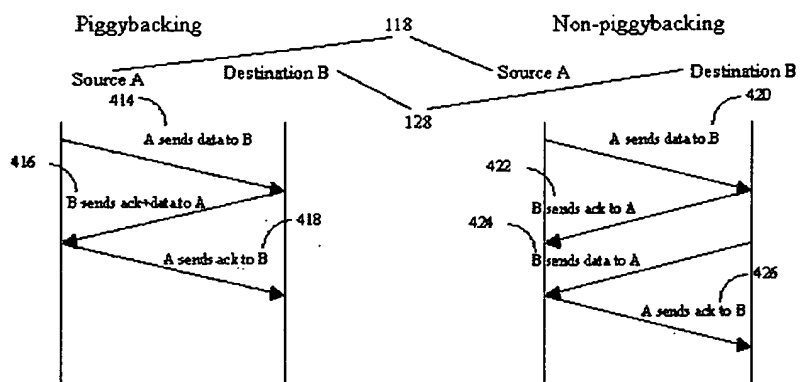 Piggybacking
118
Non-piggybacking
Source A
Destination B
Source A
Destination B
128
414
A sends data to B
416
B sends ack+data to A
418
A sends ack to B
420
A sends data to B
422
B sends ack to A
424
B sends data to A
426
A sends ack to B